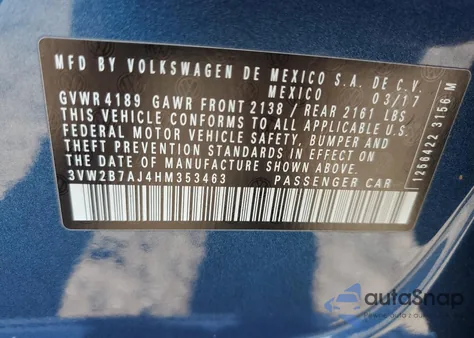 MFD BY VOLKSWAGEN DE MEXICO S.A. DE C.V.
MEXICO 03/17
GVWR 4189 GAWR FRONT 2138 / REAR 2161 LBS
THIS VEHICLE CONFORMS TO ALL APPLICABLE U.S.
FEDERAL MOTOR VEHICLE SAFETY, BUMPER AND
THEFT PREVENTION STANDARDS IN EFFECT ON
THE DATE OF MANUFACTURE SHOWN ABOVE.
3VW2B7AJ4HM353463 PASSENGER CAR
1266422 3156 M
autoSnap